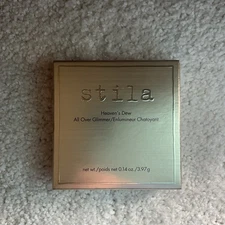 stila
Heaven's Dew
All Over Glimmer/Enlumineur Chatoyant
net wt./poids net 0.14 oz./3.97 g